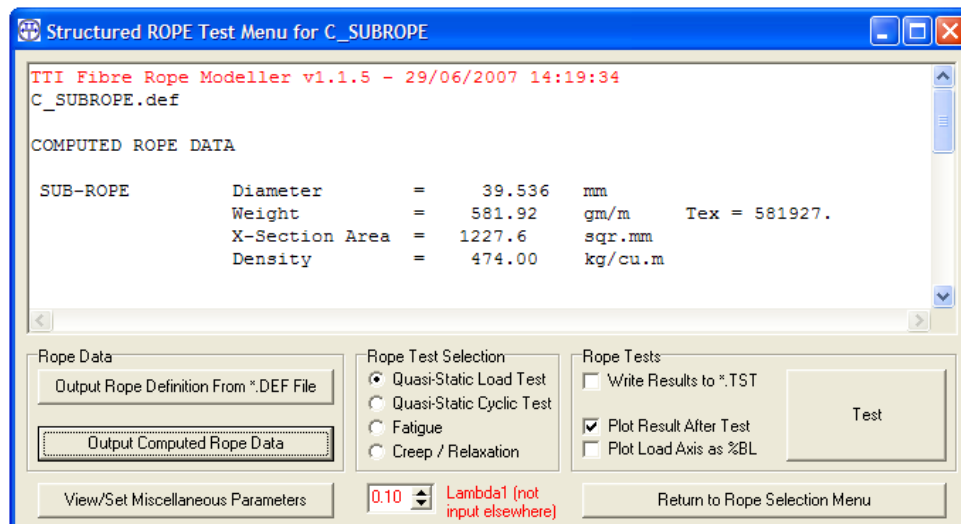 Structured ROPE Test Menu for C_SUBROPE
TTI Fibre Rope Modeller v1.1.5 - 29/06/2007 14:19:34
C_SUBROPE.def
COMPUTED ROPE DATA
SUB-ROPE Diameter = 39.536 mm
Weight = 581.92 gm/m Tex = 581927.
X-Section Area = 1227.6 sqr.mm
Density = 474.00 kg/cu.m
Rope Data
Output Rope Definition From *.DEF File
Output Computed Rope Data
Rope Test Selection
Quasi-Static Load Test
Quasi-Static Cyclic Test
Fatigue
Creep / Relaxation
Rope Tests
Write Results to *.TST
Plot Result After Test
Plot Load Axis as %BL
Test
View/Set Miscellaneous Parameters
0.10
Lambda1 (not
input elsewhere)
Return to Rope Selection Menu